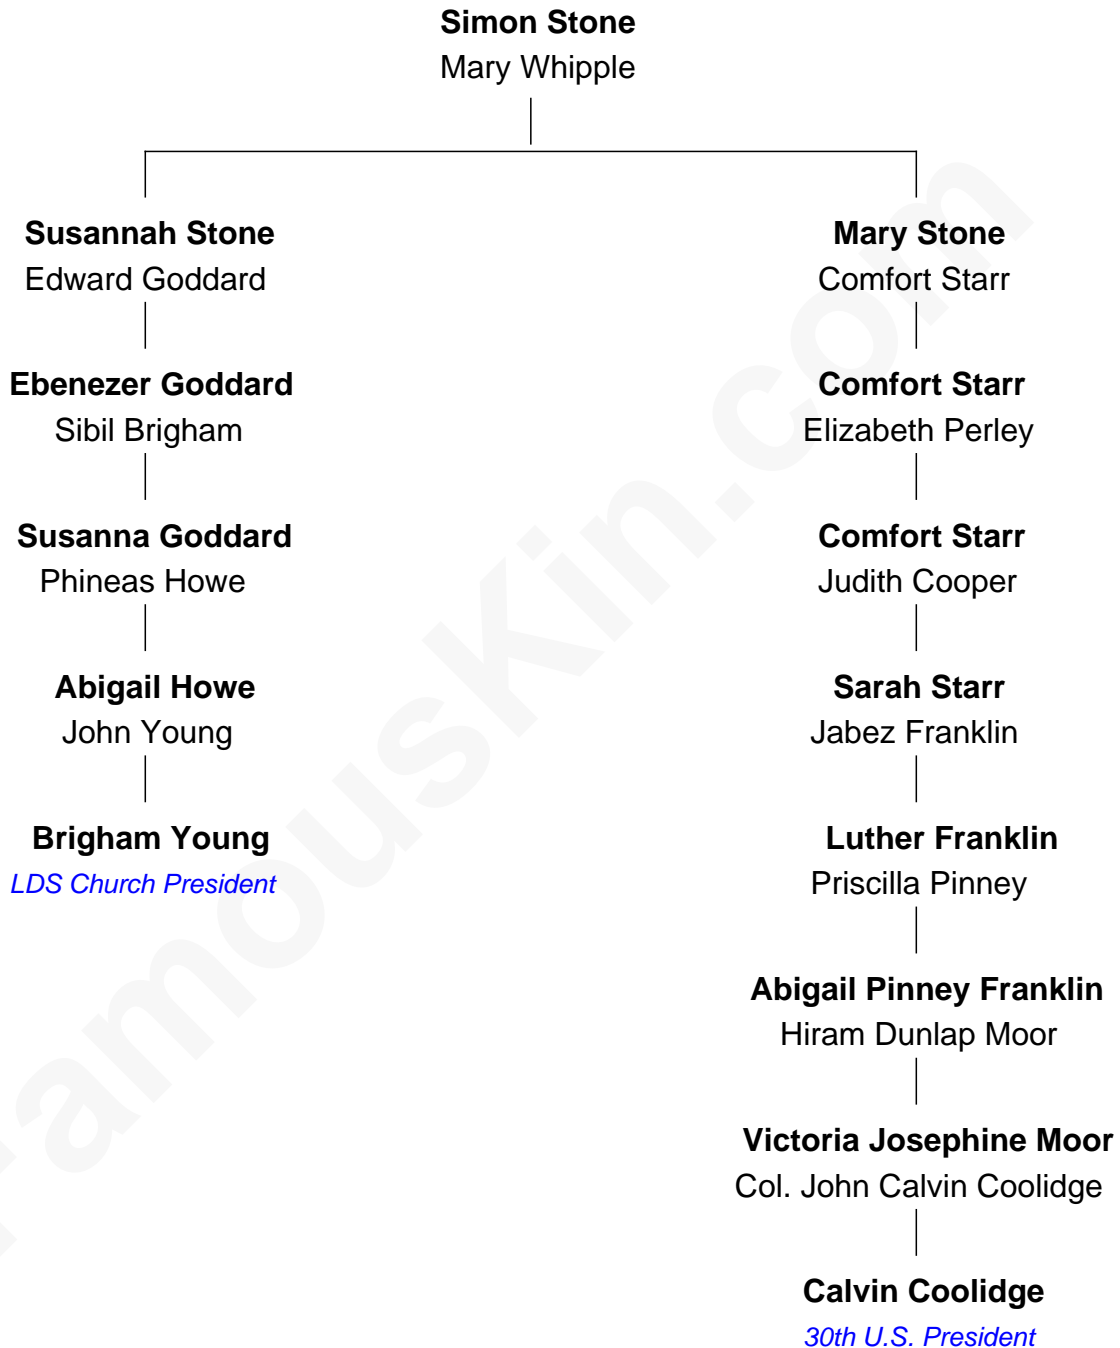 Simon Stone
Mary Whipple
Susannah Stone
Edward Goddard
Mary Stone
Comfort Starr
Ebenezer Goddard
Sibil Brigham
Comfort Starr
Elizabeth Perley
Susanna Goddard
Phineas Howe
Comfort Starr
Judith Cooper
Abigail Howe
John Young
Sarah Starr
Jabez Franklin
Brigham Young
LDS Church President
Luther Franklin
Priscilla Pinney
Abigail Pinney Franklin
Hiram Dunlap Moor
Victoria Josephine Moor
Col. John Calvin Coolidge
Calvin Coolidge
30th U.S. President
FamousKin.com